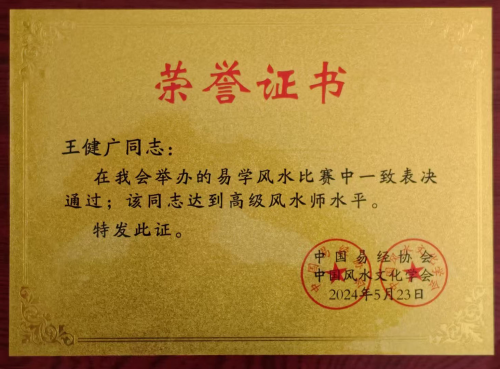 荣誉证书
王健广同志：
在我会举办的易学风水比赛中一致表决
通过；该同志达到高级风水师水平。
特发此证。
中国易经协会
中国风水文化学会
2024年5月23日